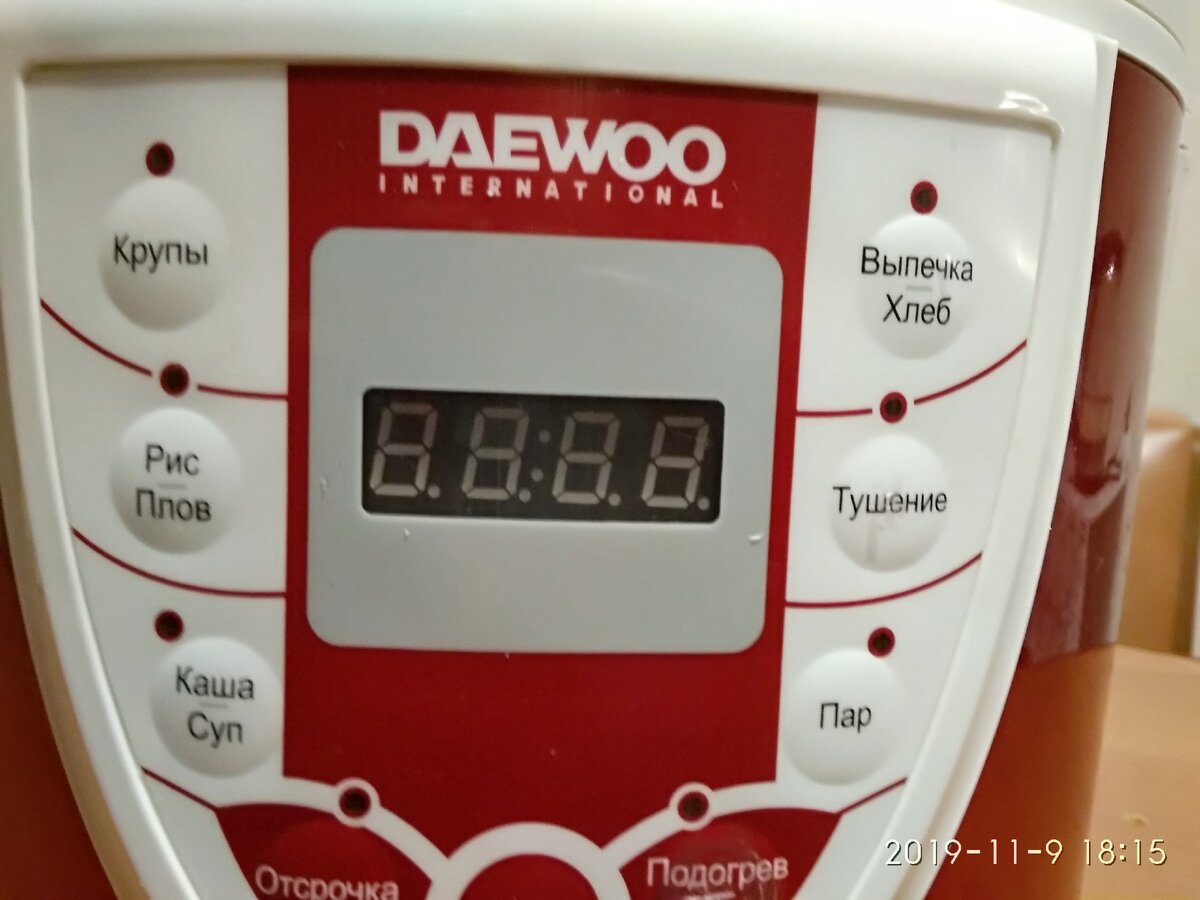 DAEWOO
INTERNATIONAL
Крупы
Выпечка
Хлеб
Рис
Плов
Тушение
Каша
Суп
Пар
Отсрочка
Подогрев
2019-11-9 18:15